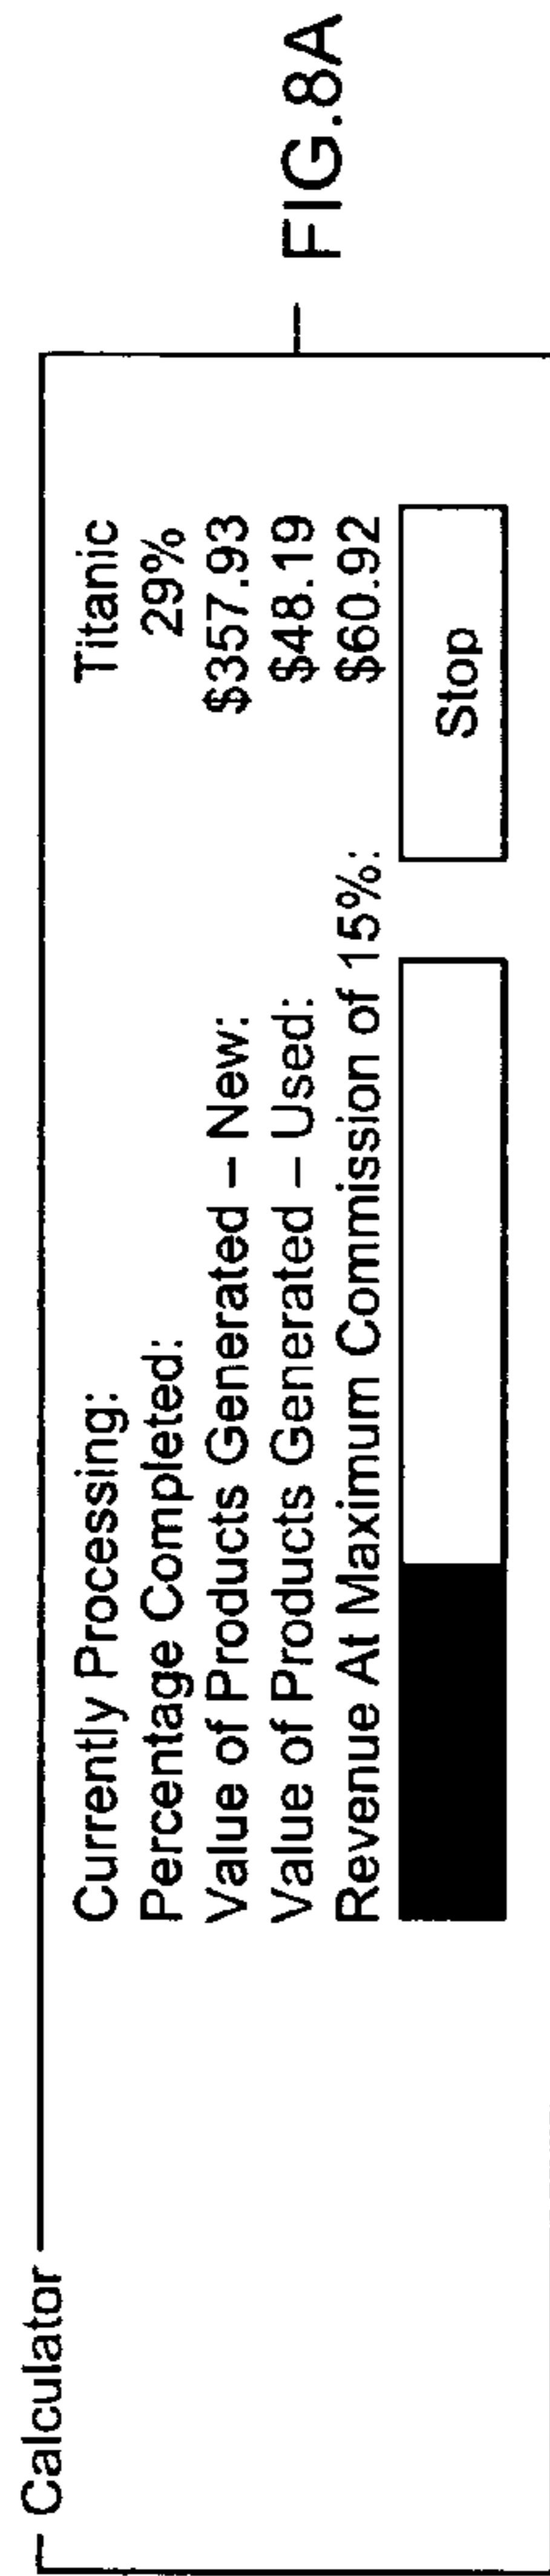 Calculator
Currently Processing: Titanic
Percentage Completed: 29%
Value of Products Generated – New: $357.93
Value of Products Generated – Used: $48.19
Revenue At Maximum Commission of 15%: $60.92
Stop
FIG.8A